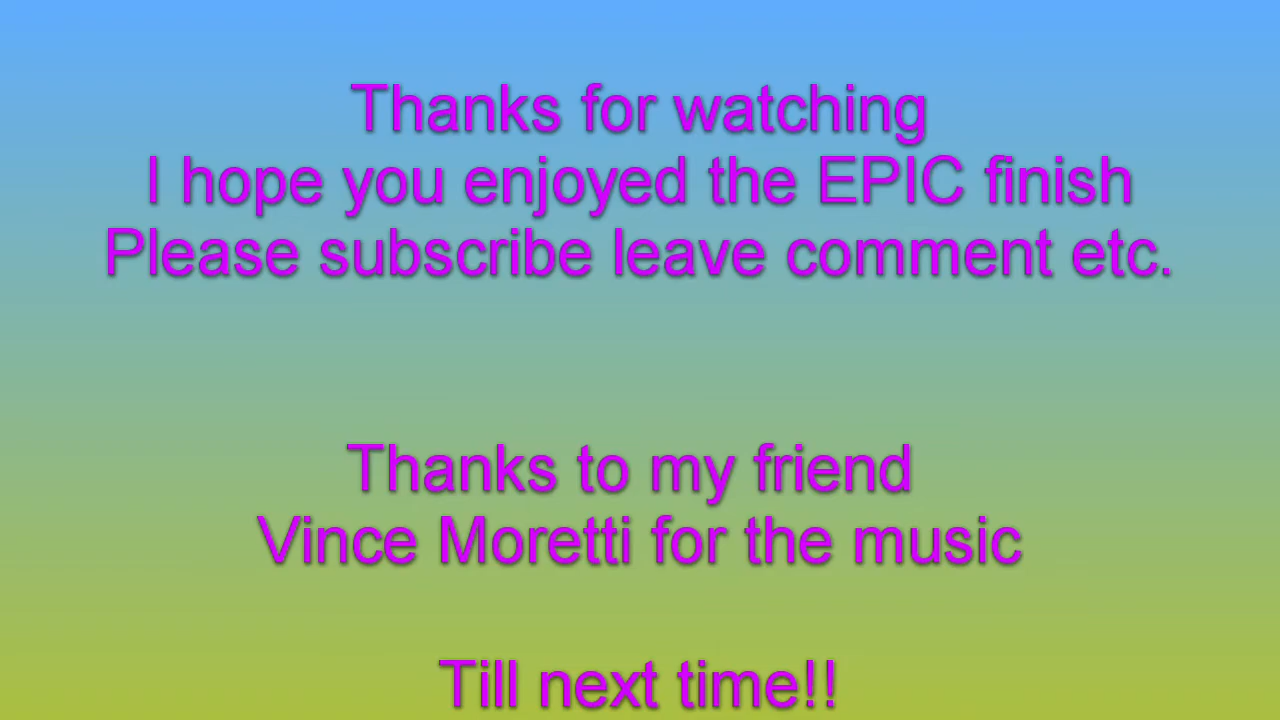 Thanks for watching
I hope you enjoyed the EPIC finish
Please subscribe leave comment etc.
Thanks to my friend
Vince Moretti for the music
Till next time!!